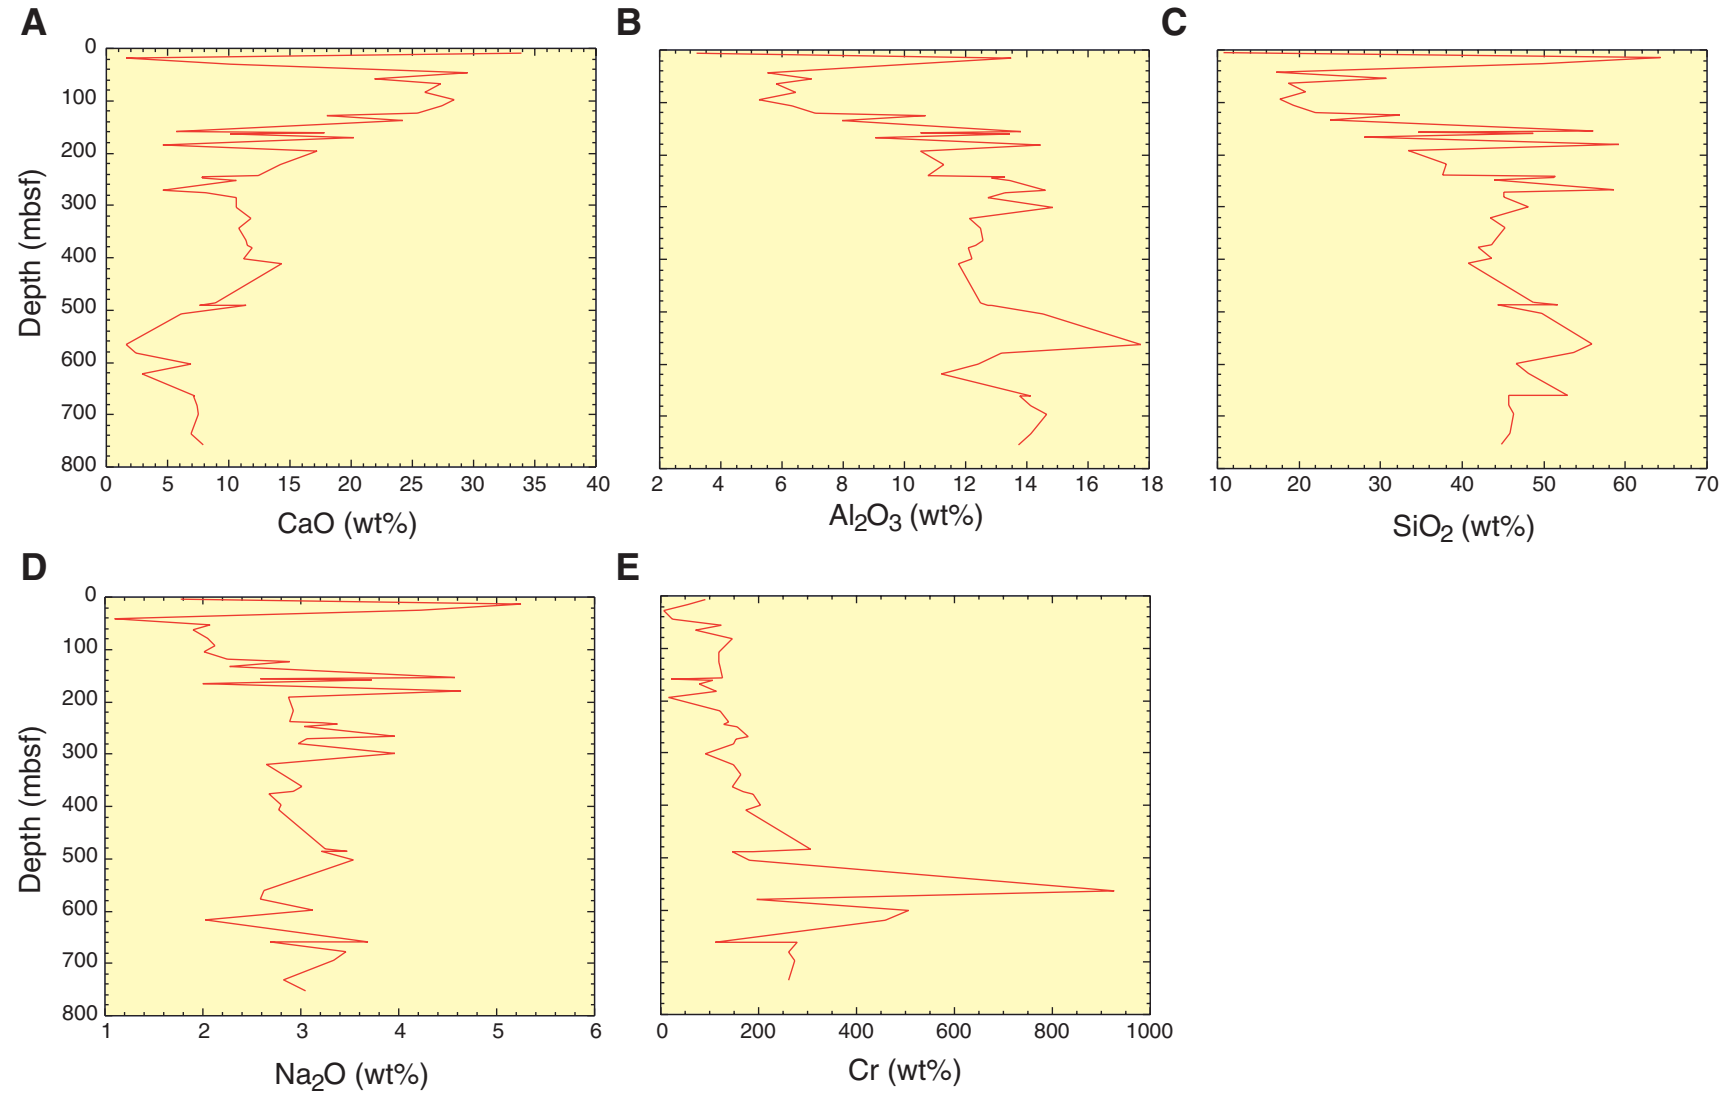 A
B
C
0
100
200
300
400
500
600
700
800
Depth (mbsf)
0 5 10 15 20 25 30 35 40
CaO (wt%)
2 4 6 8 10 12 14 16 18
Al2O3 (wt%)
10 20 30 40 50 60 70
SiO2 (wt%)
D
E
0
100
200
300
400
500
600
700
800
Depth (mbsf)
1 2 3 4 5 6
Na2O (wt%)
0 200 400 600 800 1000
Cr (wt%)